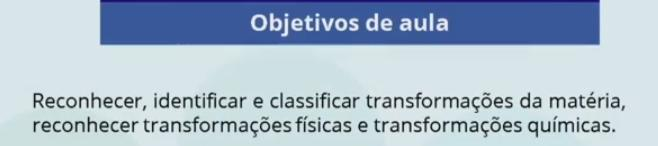 Objetivos de aula
Reconhecer, identificar e classificar transformações da matéria,
reconhecer transformações físicas e transformações químicas.